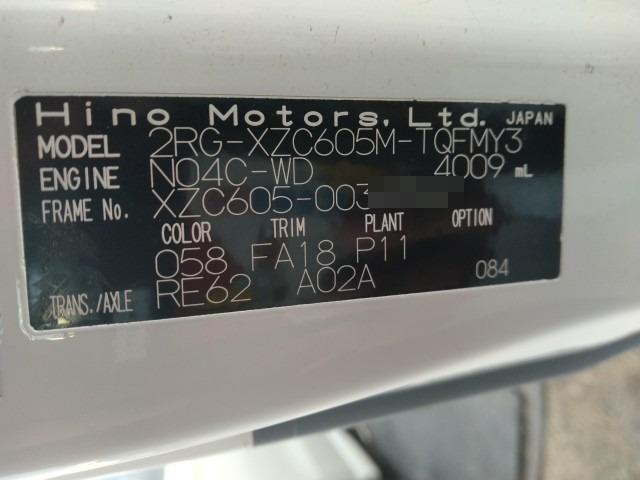 Hino Motors, Ltd. JAPAN
MODEL 2RG-XZC605M-TQFMY3
ENGINE N04C-WD 4009 mL
FRAME No. XZC605-003
COLOR TRIM PLANT OPTION
058 FA18 P11
TRANS./AXLE RE62 A02A 084